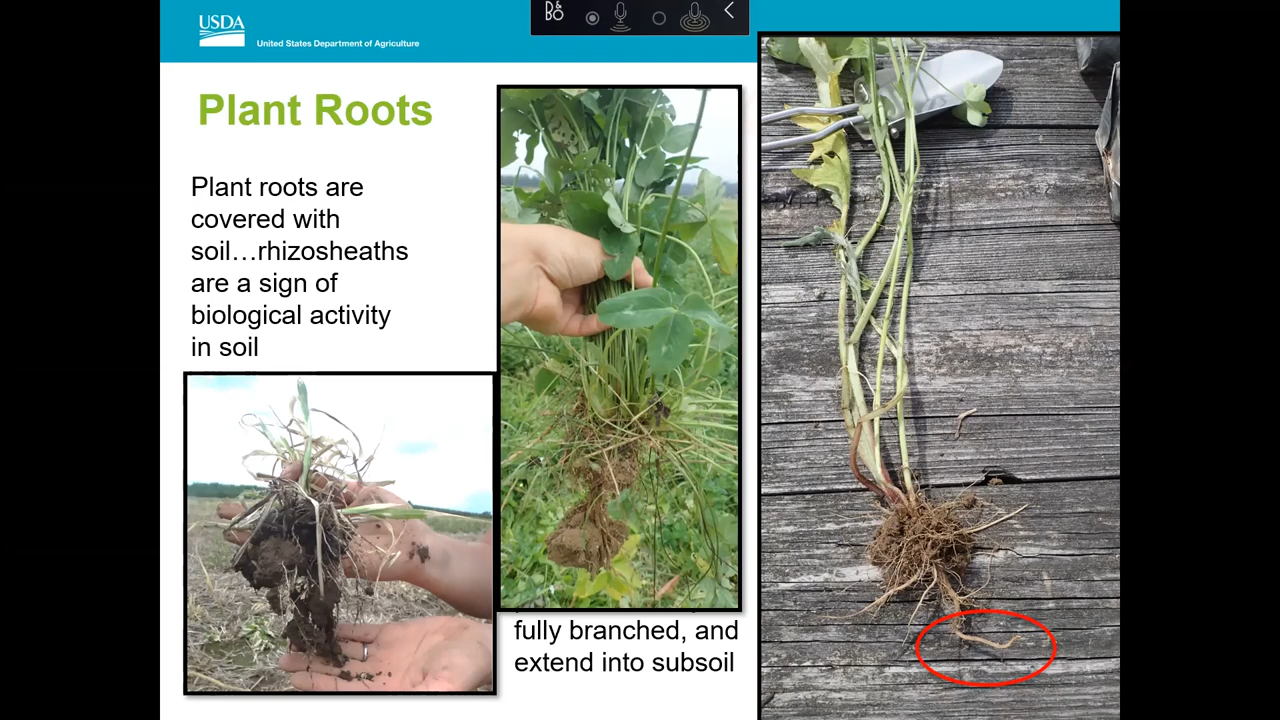 USDA
United States Department of Agriculture
B&O
Plant Roots
Plant roots are
covered with
soil…rhizosheaths
are a sign of
biological activity
in soil
fully branched, and
extend into subsoil